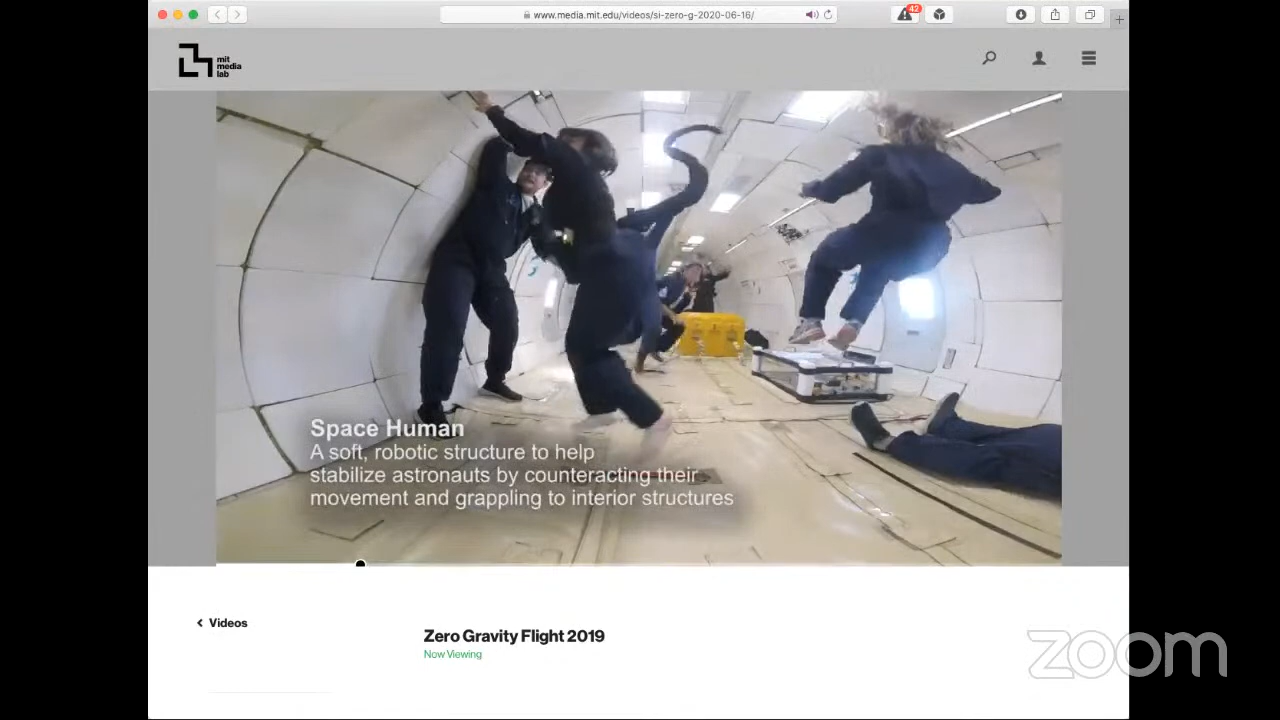 42
www.media.mit.edu/videos/si-zero-g-2020-06-16/
mit
media
lab
Space Human
A soft, robotic structure to help
stabilize astronauts by counteracting their
movement and grappling to interior structures
Videos
Zero Gravity Flight 2019
Now Viewing
zoom